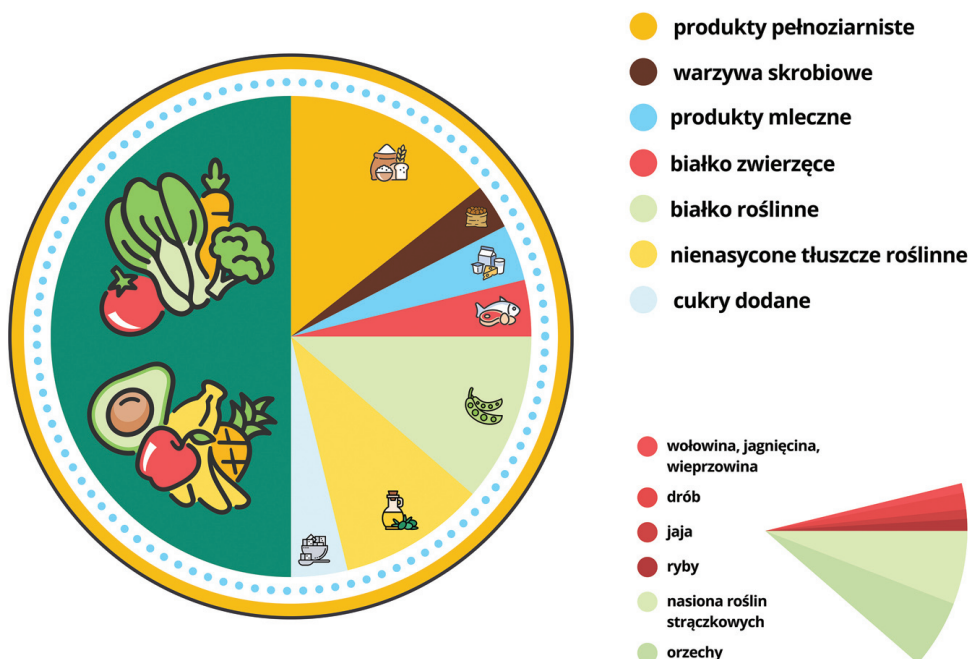 produkty pełnoziarniste
warzywa skrobiowe
produkty mleczne
białko zwierzęce
białko roślinne
nienasycone tłuszcze roślinne
cukry dodane
wołowina, jagnięcina,
wieprzowina
drób
jaja
ryby
nasiona roślin
strączkowych
orzechy